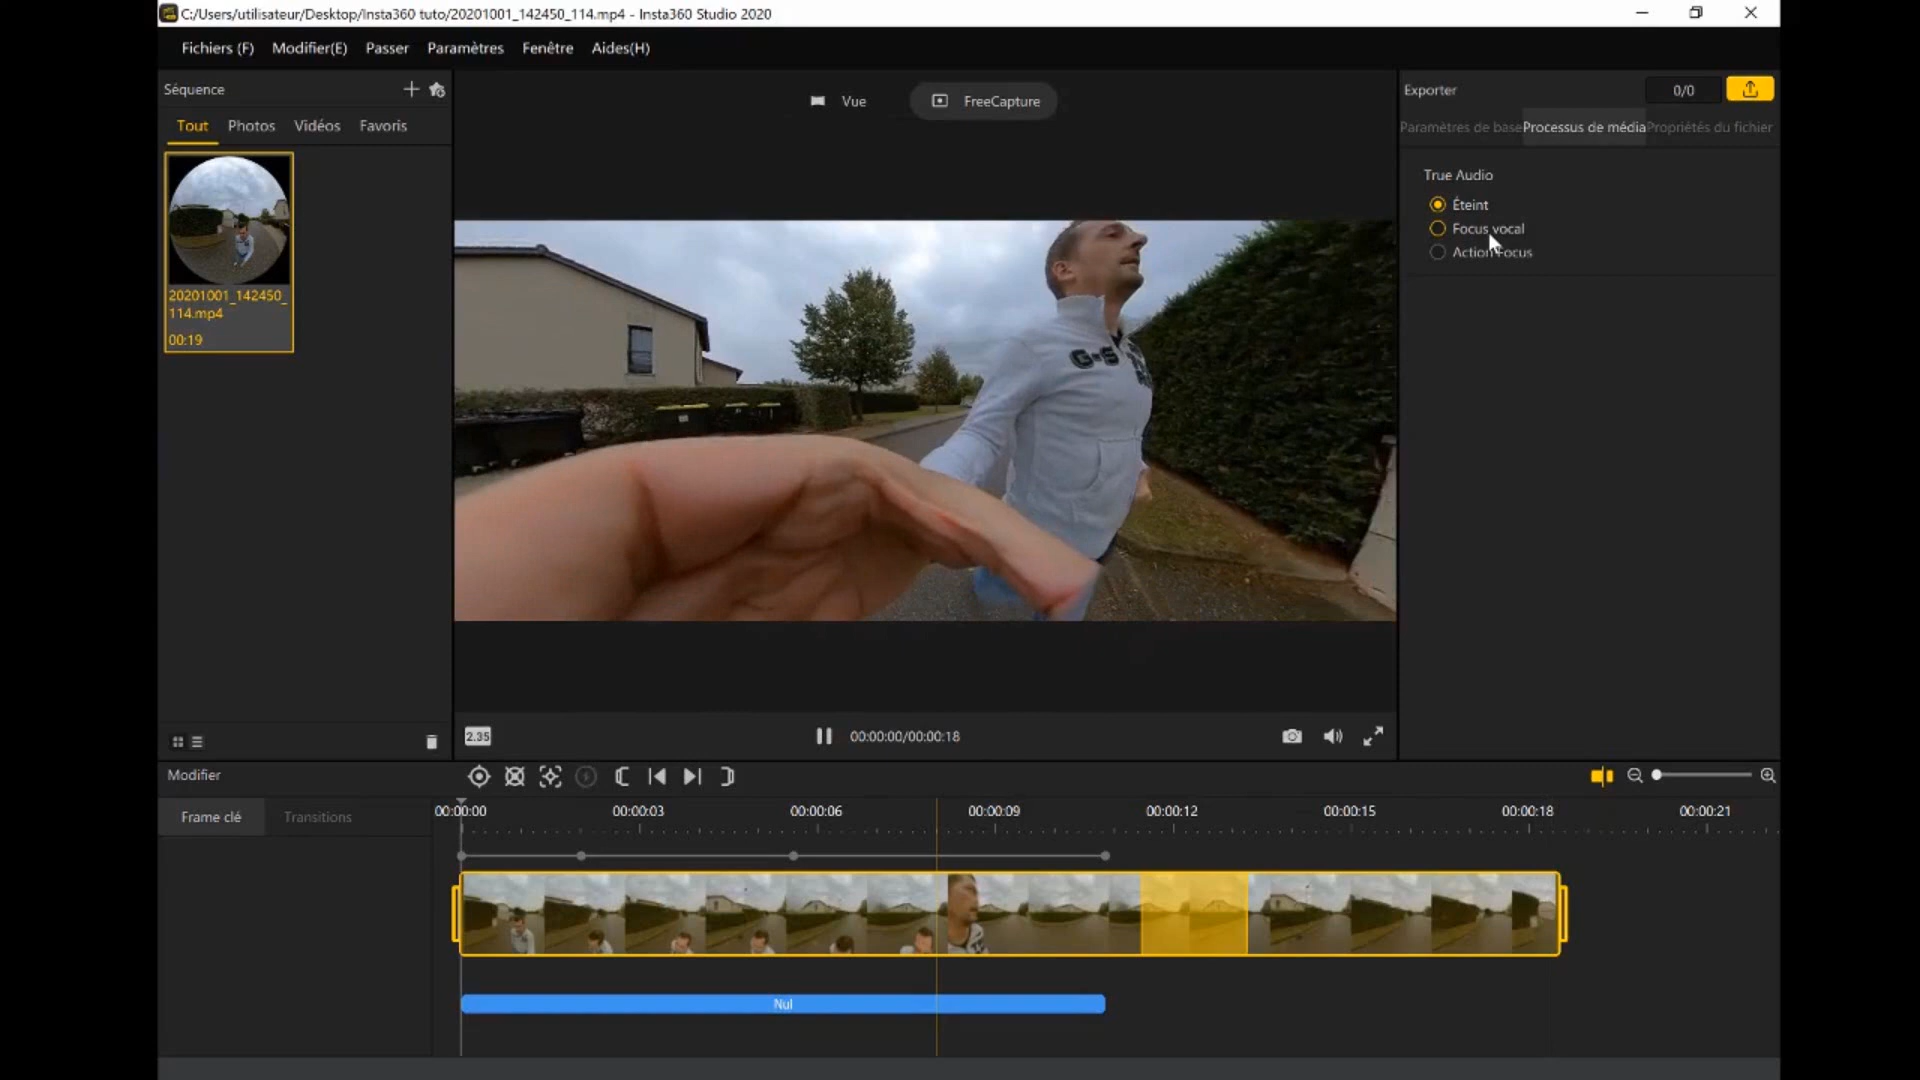 C:/Users/utilisateur/Desktop/Insta360 tuto/20201001_142450_114.mp4 - Insta360 Studio 2020
Fichiers (F) Modifier(E) Passer Paramètres Fenêtre Aides(H)
Séquence
Tout Photos Vidéos Favoris
20201001_142450_
114.mp4
00:19
Vue FreeCapture
G-S
Exporter 0/0
Paramètres de base Processus de média Propriétés du fichier
True Audio
Éteint
Focus vocal
Action Focus
2.35 00:00:00/00:00:18
Modifier
Frame clé Transitions
00:00:00 00:00:03 00:00:06 00:00:09 00:00:12 00:00:15 00:00:18 00:00:21
Nul